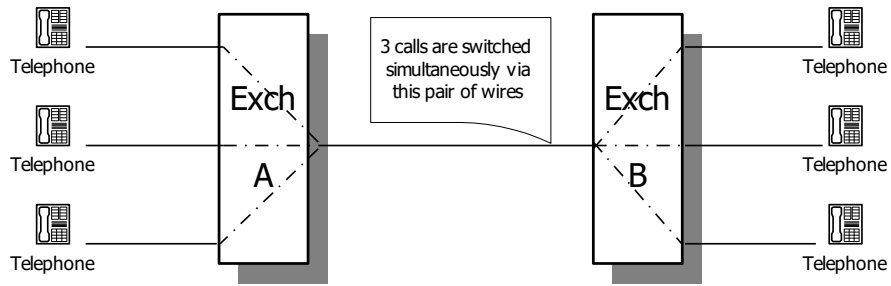 Telephone
Telephone
Telephone
Exch
A
3 calls are switched
simultaneously via
this pair of wires
Exch
B
Telephone
Telephone
Telephone